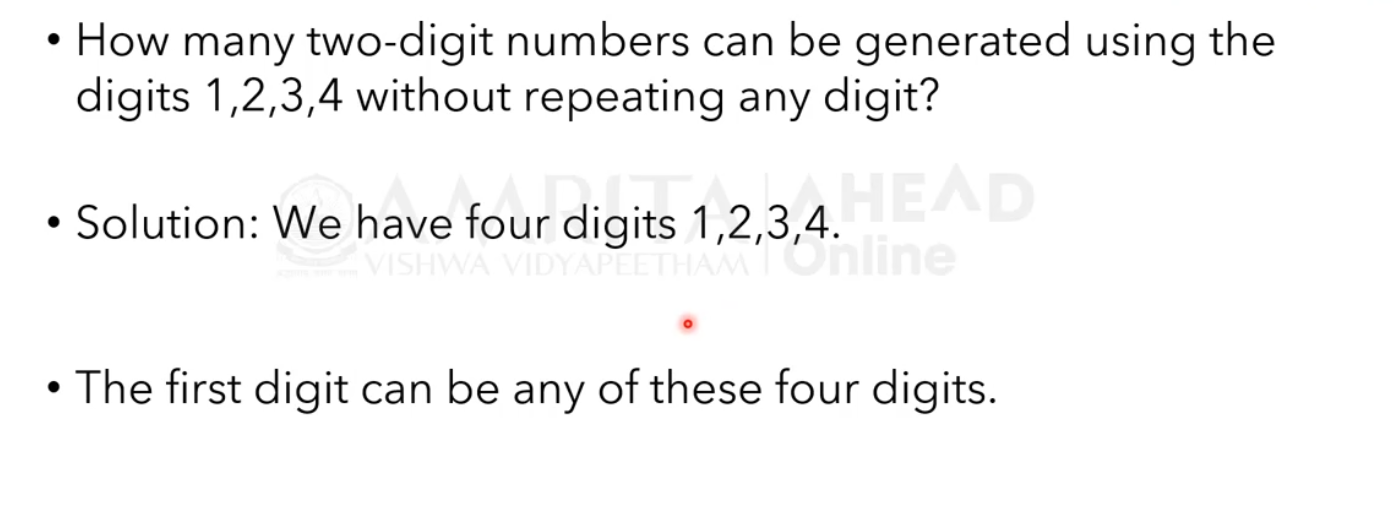 • How many two-digit numbers can be generated using the
digits 1,2,3,4 without repeating any digit?
• Solution: We have four digits 1,2,3,4.
AMRITA | AHEAD
VISHWA VIDYAPEETHAM | Online
• The first digit can be any of these four digits.